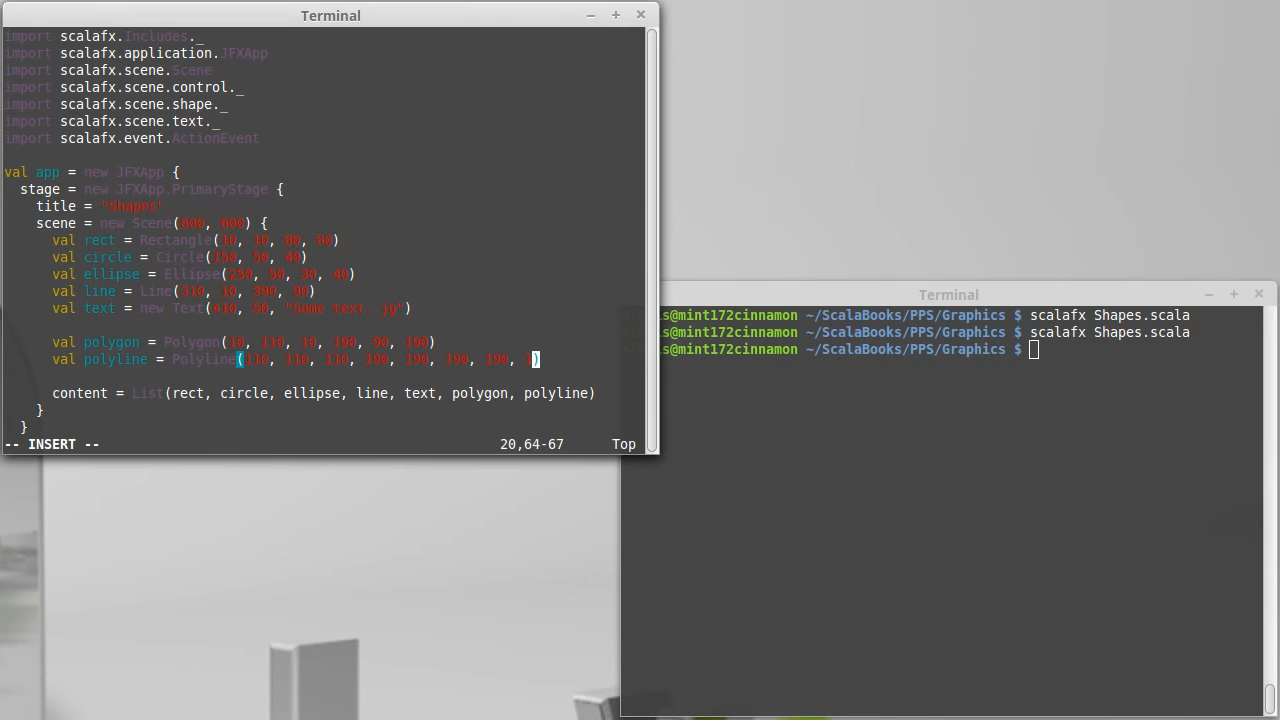 Terminal
import scalafx.Includes._
import scalafx.application.JFXApp
import scalafx.scene.Scene
import scalafx.scene.control._
import scalafx.scene.shape._
import scalafx.scene.text._
import scalafx.event.ActionEvent
val app = new JFXApp {
stage = new JFXApp.PrimaryStage {
title = "Shapes"
scene = new Scene(600, 600) {
val rect = Rectangle(10, 10, 80, 80)
val circle = Circle(150, 50, 40)
val ellipse = Ellipse(250, 50, 30, 40)
val line = Line(310, 10, 390, 90)
val text = new Text(410, 50, "Some text. jg")
val polygon = Polygon(10, 110, 10, 190, 90, 190)
val polyline = Polyline(110, 110, 110, 190, 190, 190, 190, 1)
content = List(rect, circle, ellipse, line, text, polygon, polyline)
}
}
-- INSERT -- 20,64-67 Top
Terminal
s@mint172cinnamon ~/ScalaBooks/PPS/Graphics $ scalafx Shapes.scala
s@mint172cinnamon ~/ScalaBooks/PPS/Graphics $ scalafx Shapes.scala
s@mint172cinnamon ~/ScalaBooks/PPS/Graphics $